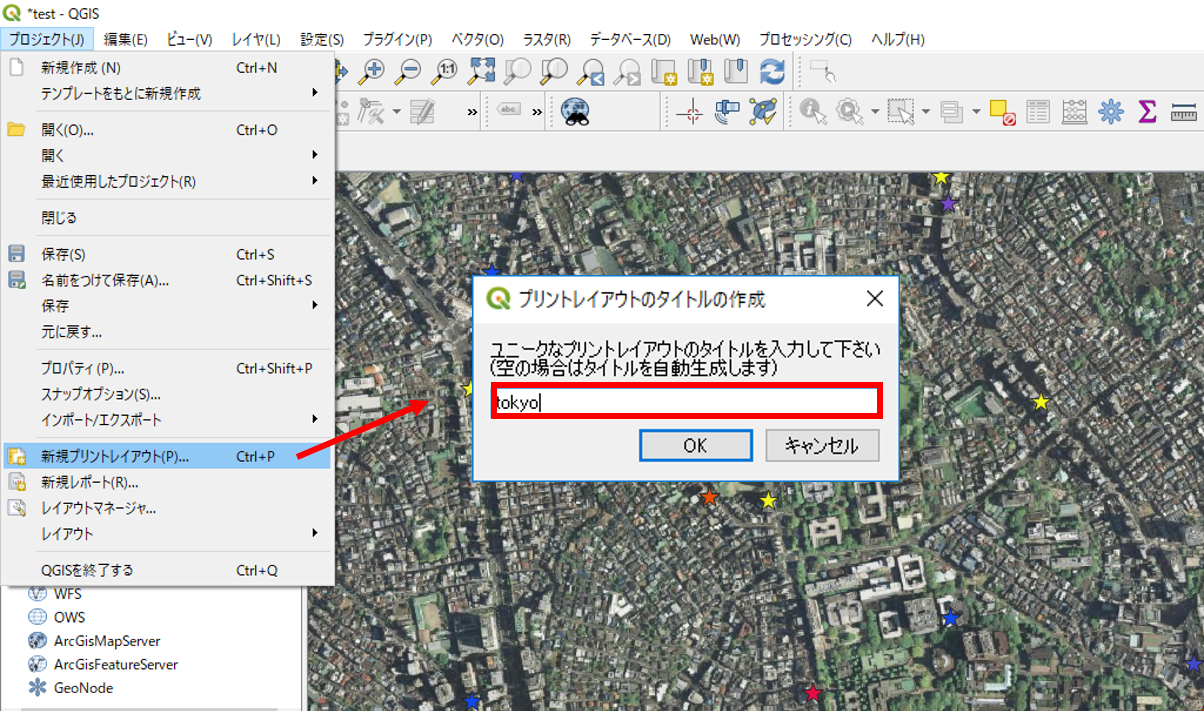 *test - QGIS
プロジェクト(J) 編集(E) ビュー(V) レイヤ(L) 設定(S) プラグイン(P) ベクタ(O) ラスタ(R) データベース(D) Web(W) プロセッシング(C) ヘルプ(H)
新規作成 (N) Ctrl+N
テンプレートをもとに新規作成
開く(O)... Ctrl+O
開く
最近使用したプロジェクト(R)
閉じる
保存(S) Ctrl+S
名前をつけて保存(A)... Ctrl+Shift+S
保存
元に戻す...
プロパティ(P)... Ctrl+Shift+P
スナップオプション(S)...
インポート/エクスポート
新規プリントレイアウト(P)... Ctrl+P
新規レポート(R)...
レイアウトマネージャ...
レイアウト
QGISを終了する Ctrl+Q
WFS
OWS
ArcGisMapServer
ArcGisFeatureServer
GeoNode
1:1
abc
プリントレイアウトのタイトルの作成
ユニークなプリントレイアウトのタイトルを入力して下さい
(空の場合はタイトルを自動生成します)
tokyo
OK キャンセル